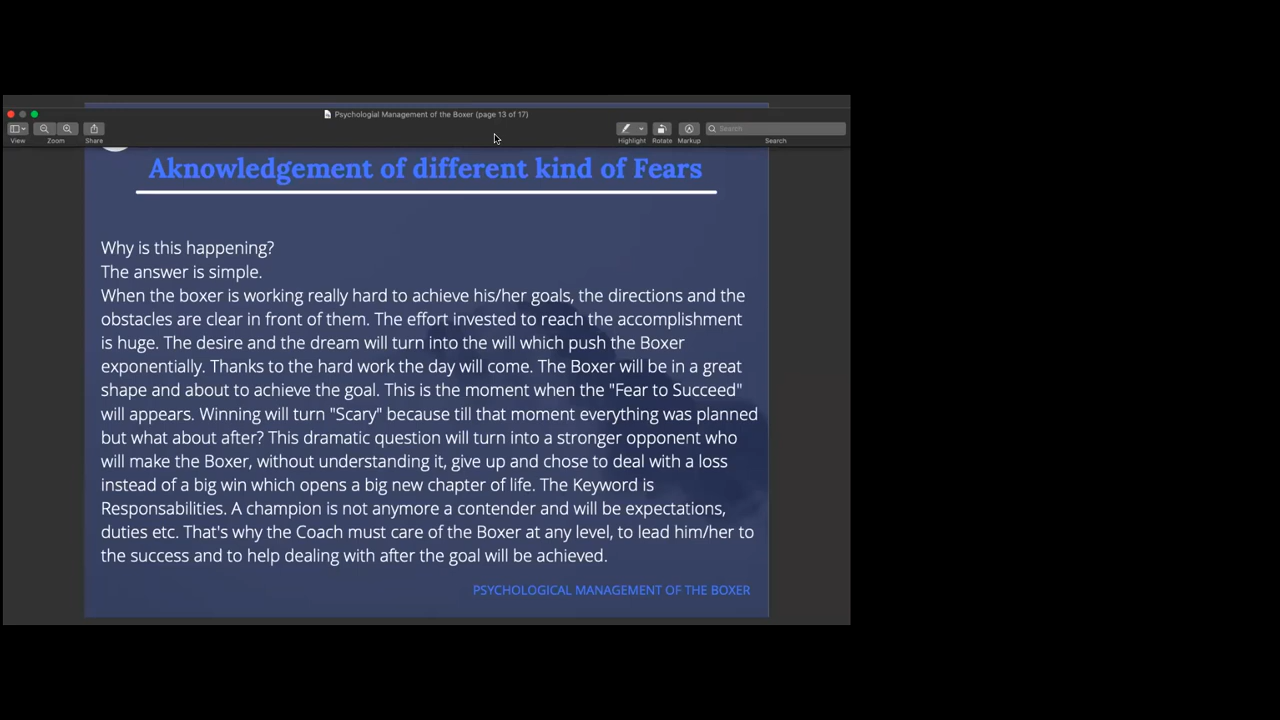 Psychologial Management of the Boxer (page 13 of 17)
View
Zoom
Share
Highlight
Rotate
Markup
Search
Search
Aknowledgement of different kind of Fears
Why is this happening?
The answer is simple.
When the boxer is working really hard to achieve his/her goals, the directions and the
obstacles are clear in front of them. The effort invested to reach the accomplishment
is huge. The desire and the dream will turn into the will which push the Boxer
exponentially. Thanks to the hard work the day will come. The Boxer will be in a great
shape and about to achieve the goal. This is the moment when the "Fear to Succeed"
will appears. Winning will turn "Scary" because till that moment everything was planned
but what about after? This dramatic question will turn into a stronger opponent who
will make the Boxer, without understanding it, give up and chose to deal with a loss
instead of a big win which opens a big new chapter of life. The Keyword is
Responsabilities. A champion is not anymore a contender and will be expectations,
duties etc. That's why the Coach must care of the Boxer at any level, to lead him/her to
the success and to help dealing with after the goal will be achieved.
PSYCHOLOGICAL MANAGEMENT OF THE BOXER